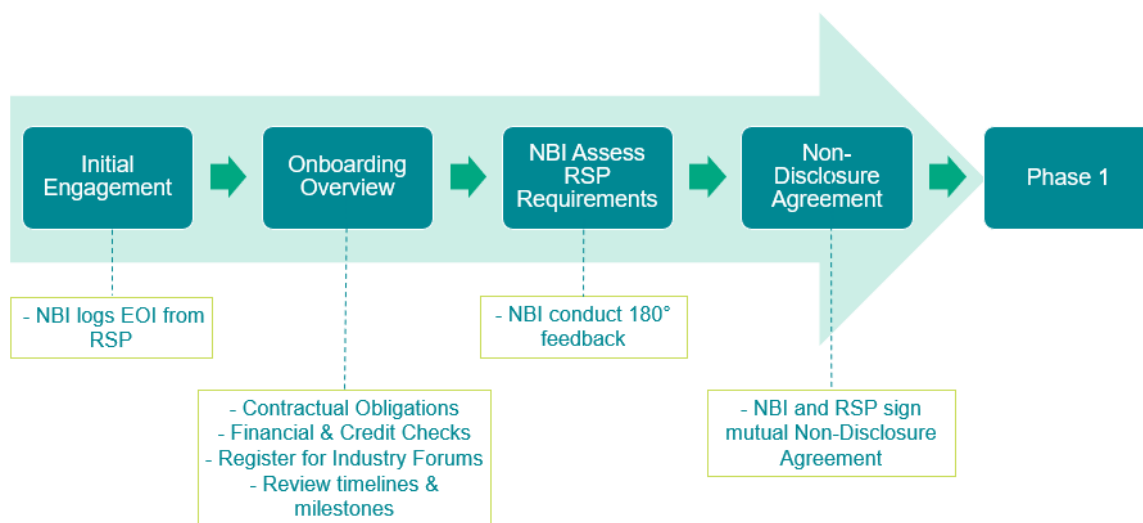 Initial
Engagement
Onboarding
Overview
NBI Assess
RSP
Requirements
Non-
Disclosure
Agreement
Phase 1
- NBI logs EOI from
RSP
- Contractual Obligations
- Financial & Credit Checks
- Register for Industry Forums
- Review timelines &
milestones
- NBI conduct 180°
feedback
- NBI and RSP sign
mutual Non-Disclosure
Agreement